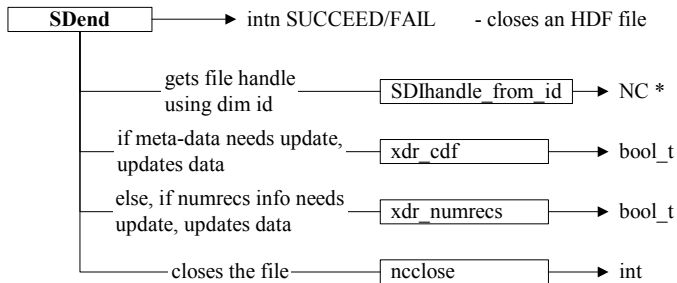 SDend intn SUCCEED/FAIL - closes an HDF file
gets file handle
using dim id
SDIhandle_from_id NC *
if meta-data needs update,
updates data
xdr_cdf bool_t
else, if numrecs info needs
update, updates data
xdr_numrecs bool_t
closes the file ncclose int